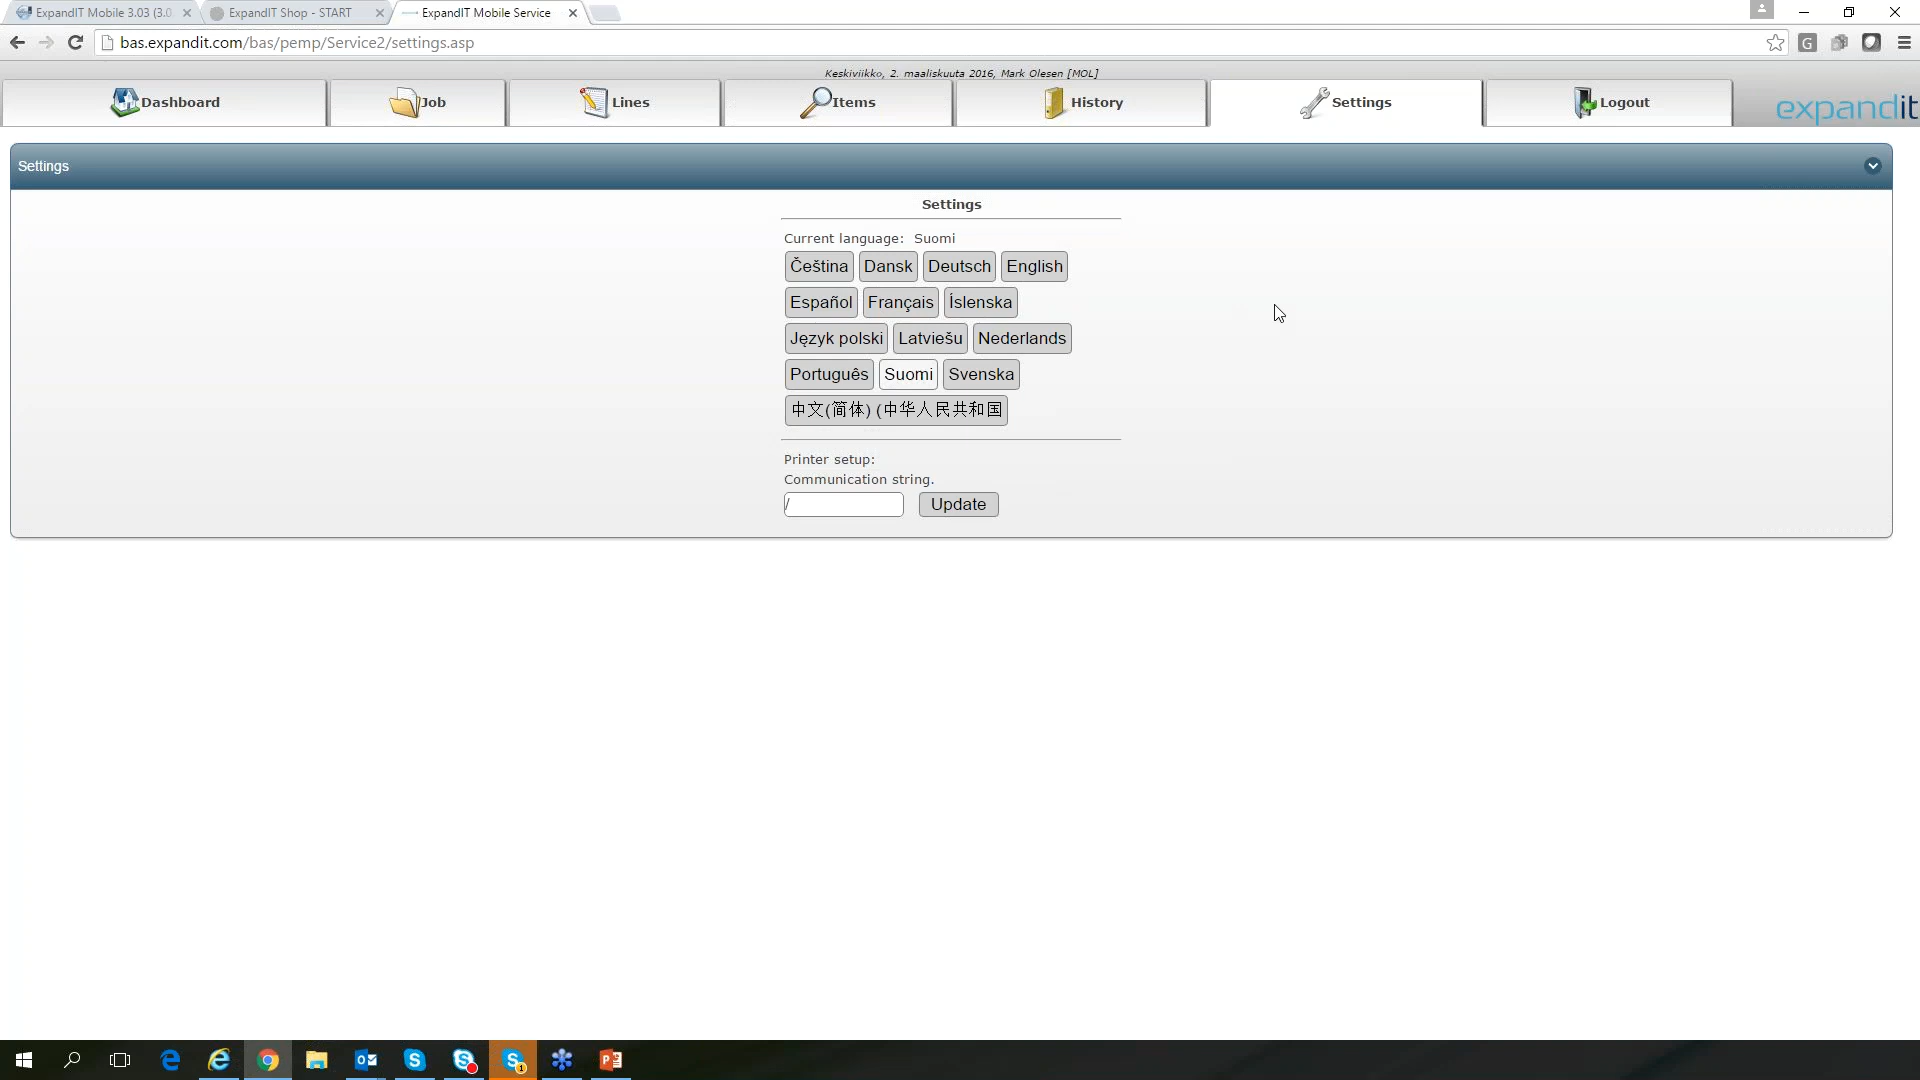 ExpandIT Mobile 3.03 (3.0
ExpandIT Shop - START
ExpandIT Mobile Service
bas.expandit.com/bas/pemp/Service2/settings.asp
Keskiviikko, 2. maaliskuuta 2016, Mark Olesen [MOL]
Dashboard
Job
Lines
Items
History
Settings
Logout
expandit
Settings
Settings
Current language: Suomi
Čeština Dansk Deutsch English
Español Français Íslenska
Język polski Latviešu Nederlands
Português Suomi Svenska
中文(简体) (中华人民共和国
Printer setup:
Communication string.
/ Update